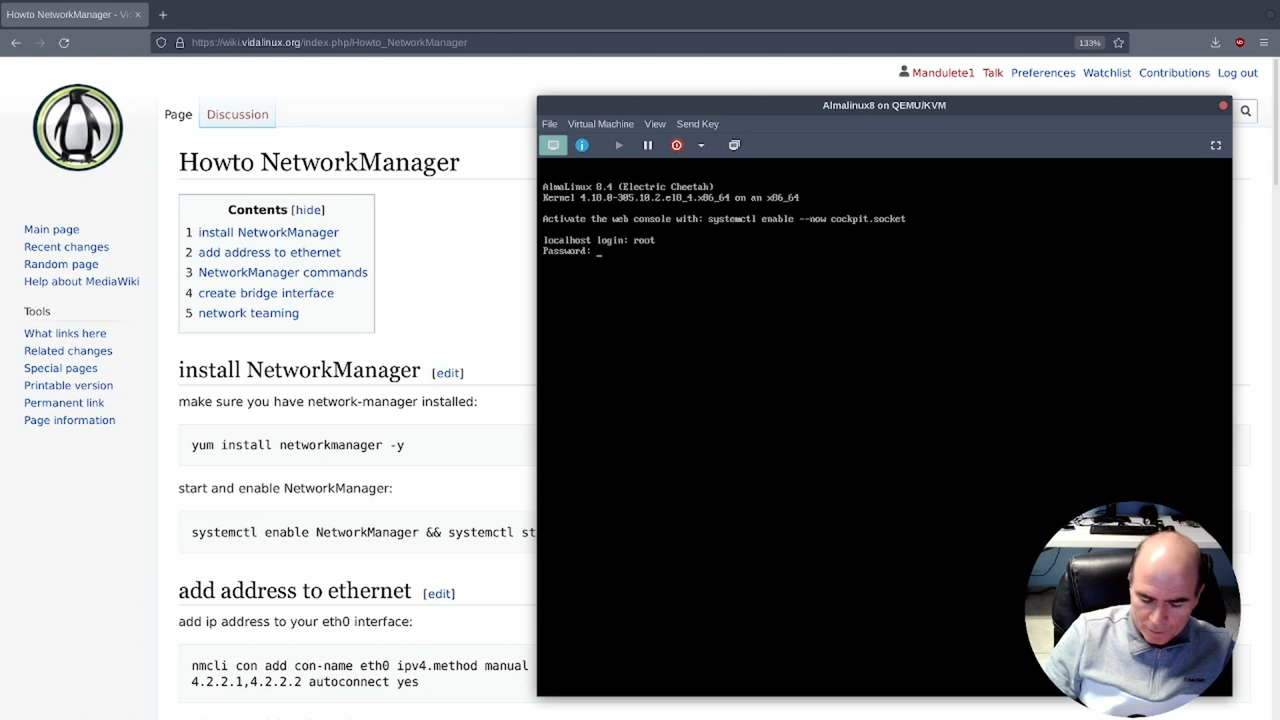 Howto NetworkManager - Vi
https://wiki.vidalinux.org/index.php/Howto_NetworkManager
133%
Mandulete1 Talk Preferences Watchlist Contributions Log out
Page Discussion
Howto NetworkManager
Contents [hide]
1 install NetworkManager
2 add address to ethernet
3 NetworkManager commands
4 create bridge interface
5 network teaming
Main page
Recent changes
Random page
Help about MediaWiki
Tools
What links here
Related changes
Special pages
Printable version
Permanent link
Page information
install NetworkManager [edit]
make sure you have network-manager installed:
yum install networkmanager -y
start and enable NetworkManager:
systemctl enable NetworkManager && systemctl st
add address to ethernet [edit]
add ip address to your eth0 interface:
nmcli con add con-name eth0 ipv4.method manual
4.2.2.1,4.2.2.2 autoconnect yes
Almalinux8 on QEMU/KVM
File Virtual Machine View Send Key
AlmaLinux 8.4 (Electric Cheetah)
Kernel 4.18.0-305.10.2.el8_4.x86_64 on an x86_64
Activate the web console with: systemctl enable --now cockpit.socket
localhost login: root
Password: _